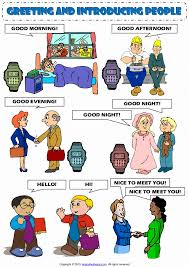 GREETING AND INTRODUCING PEOPLE
GOOD MORNING!
GOOD AFTERNOON!
GOOD EVENING!
GOOD NIGHT!
GOOD NIGHT!
HELLO!
HI!
NICE TO MEET YOU!
NICE TO MEET YOU!